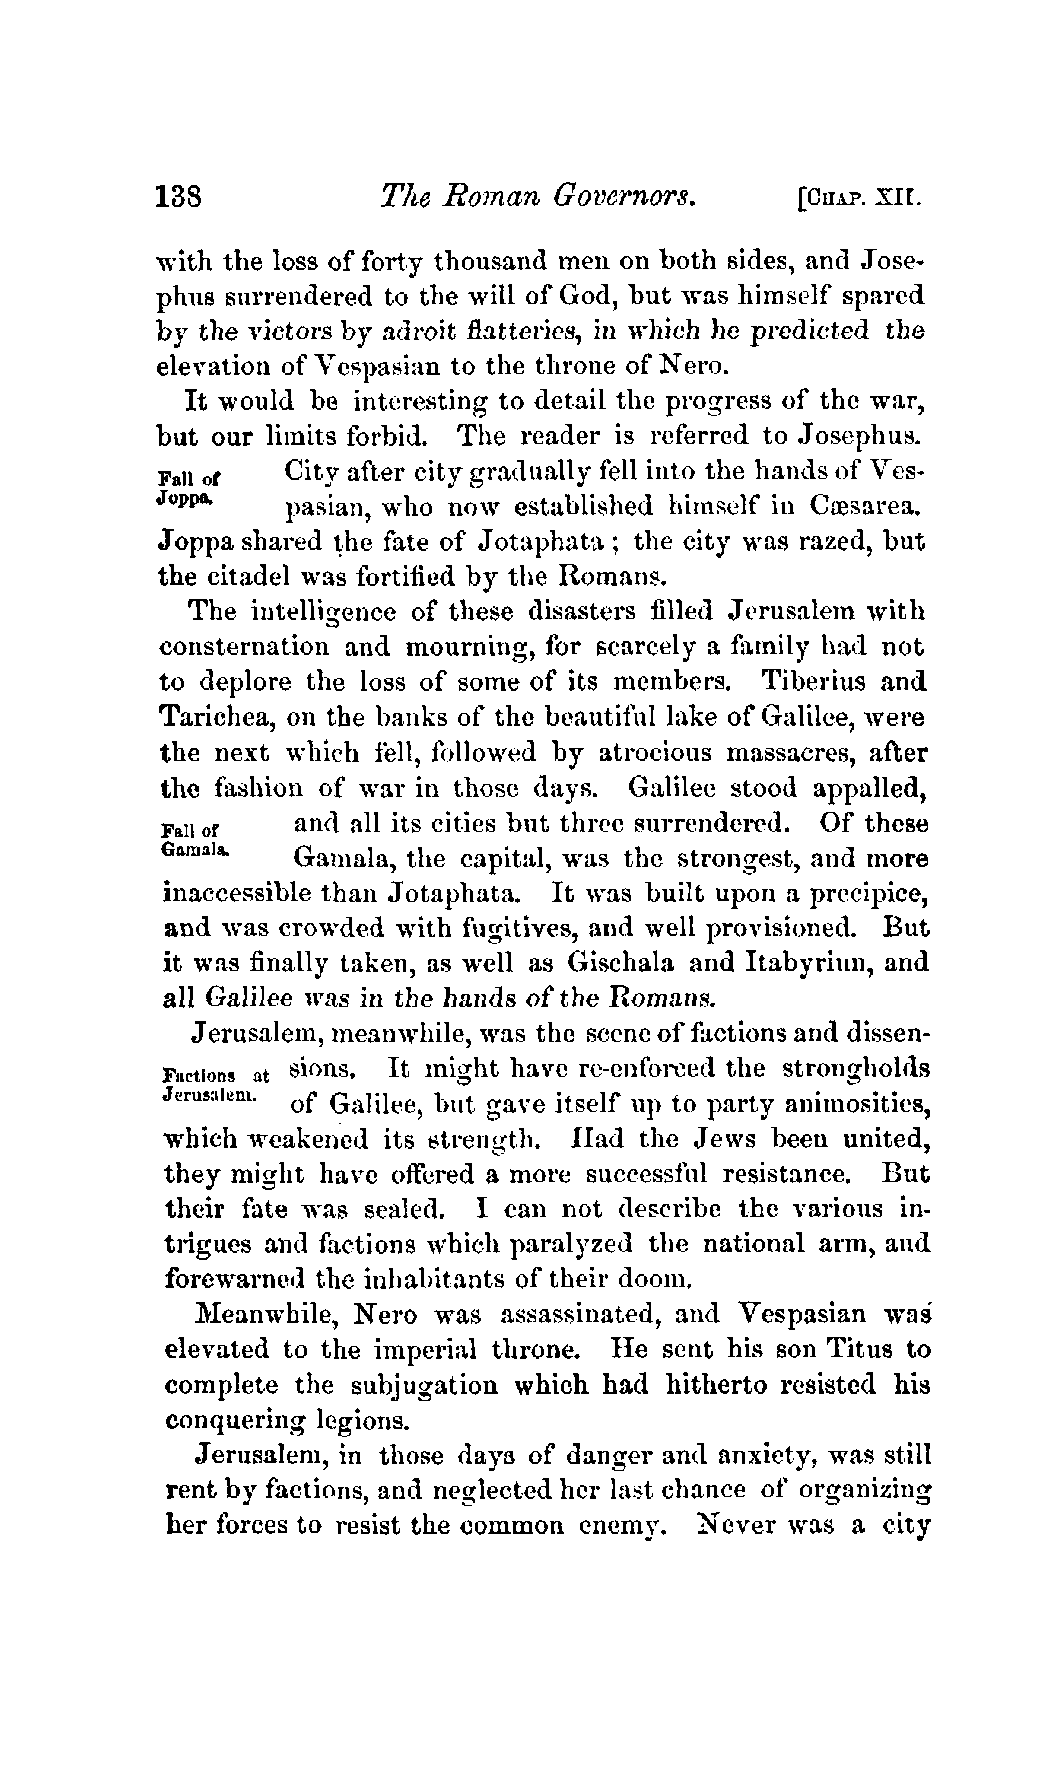 138 The Roman Governors. [CHAP. XII.
with the loss of forty thousand men on both sides, and Jose-
phus surrendered to the will of God, but was himself spared
by the victors by adroit flatteries, in which he predicted the
elevation of Vespasian to the throne of Nero.
It would be interesting to detail the progress of the war,
but our limits forbid. The reader is referred to Josephus.
Fall of
Joppa.
City after city gradually fell into the hands of Ves-
pasian, who now established himself in Cæsarea.
Joppa shared the fate of Jotaphata; the city was razed, but
the citadel was fortified by the Romans.
The intelligence of these disasters filled Jerusalem with
consternation and mourning, for scarcely a family had not
to deplore the loss of some of its members. Tiberius and
Tarichea, on the banks of the beautiful lake of Galilee, were
the next which fell, followed by atrocious massacres, after
the fashion of war in those days. Galilee stood appalled,
Fall of
Gamala.
and all its cities but three surrendered. Of these
Gamala, the capital, was the strongest, and more
inaccessible than Jotaphata. It was built upon a precipice,
and was crowded with fugitives, and well provisioned. But
it was finally taken, as well as Gischala and Itabyriun, and
all Galilee was in the hands of the Romans.
Jerusalem, meanwhile, was the scene of factions and dissen-
Factions at
Jerusalem.
sions. It might have re-enforced the strongholds
of Galilee, but gave itself up to party animosities,
which weakened its strength. Had the Jews been united,
they might have offered a more successful resistance. But
their fate was sealed. I can not describe the various in-
trigues and factions which paralyzed the national arm, and
forewarned the inhabitants of their doom.
Meanwhile, Nero was assassinated, and Vespasian was
elevated to the imperial throne. He sent his son Titus to
complete the subjugation which had hitherto resisted his
conquering legions.
Jerusalem, in those days of danger and anxiety, was still
rent by factions, and neglected her last chance of organizing
her forces to resist the common enemy. Never was a city